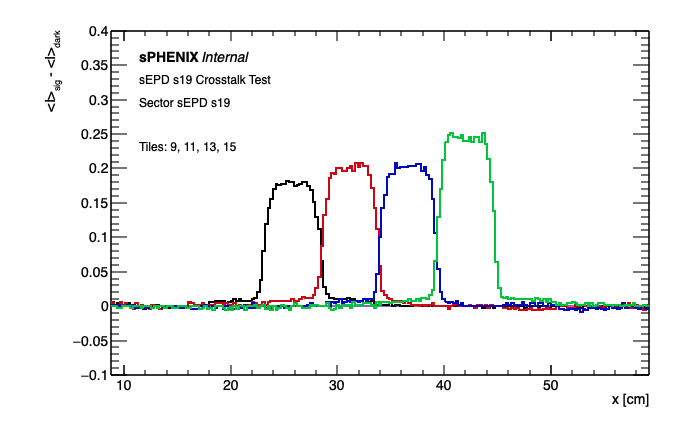 0.4
0.35
0.3
0.25
0.2
0.15
0.1
0.05
0
−0.05
−0.1
<I>sig - <I>dark
sPHENIX Internal
sEPD s19 Crosstalk Test
Sector sEPD s19
Tiles: 9, 11, 13, 15
10 20 30 40 50
x [cm]